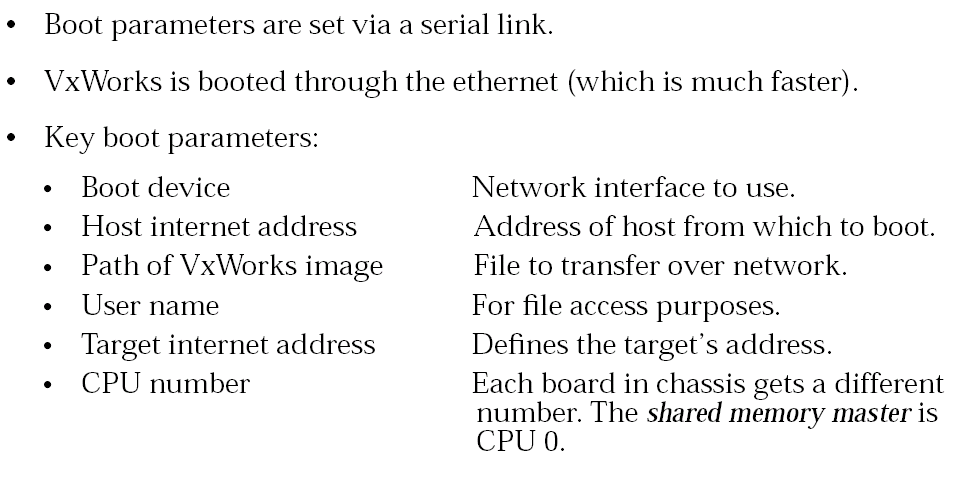 • Boot parameters are set via a serial link.
• VxWorks is booted through the ethernet (which is much faster).
• Key boot parameters:
• Boot device Network interface to use.
• Host internet address Address of host from which to boot.
• Path of VxWorks image File to transfer over network.
• User name For file access purposes.
• Target internet address Defines the target's address.
• CPU number Each board in chassis gets a different
number. The shared memory master is
CPU 0.